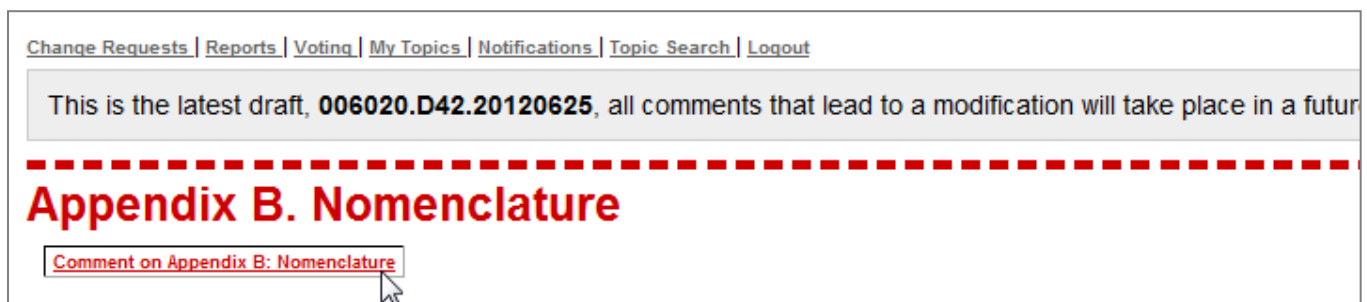 Change Requests | Reports | Voting | My Topics | Notifications | Topic Search | Logout
This is the latest draft, 006020.D42.20120625, all comments that lead to a modification will take place in a
Appendix B. Nomenclature
Comment on Appendix B: Nomenclature